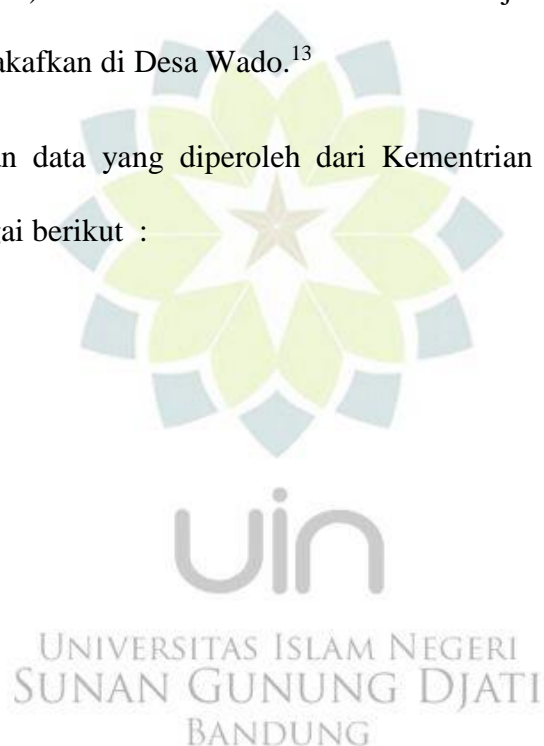 akafkan di Desa Wado.13
n data yang diperoleh dari Kementrian
gai berikut :
uin
UNIVERSITAS ISLAM NEGERI
SUNAN GUNUNG DJATI
BANDUNG